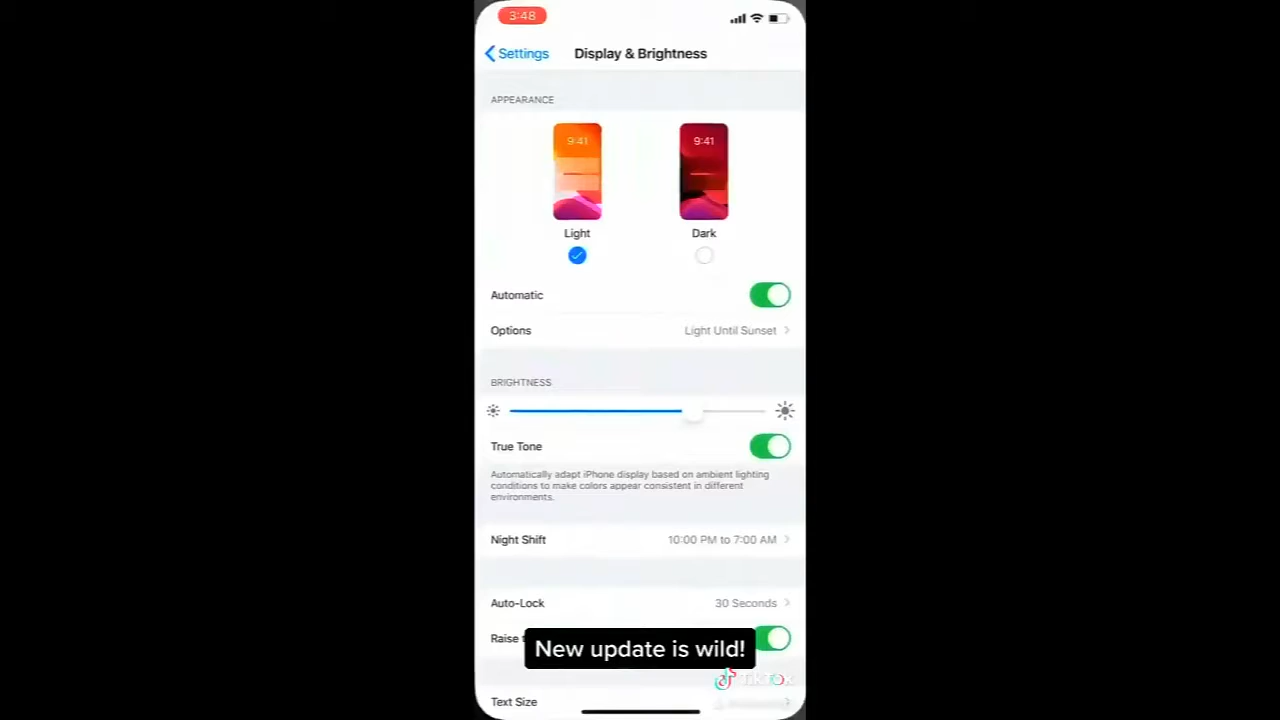 3:48
Settings
Display & Brightness
APPEARANCE
9:41
9:41
Light
Dark
Automatic
Options
Light Until Sunset
BRIGHTNESS
True Tone
Automatically adapt iPhone display based on ambient lighting
conditions to make colors appear consistent in different
environments.
Night Shift
10:00 PM to 7:00 AM
Auto-Lock
30 Seconds
Raise
New update is wild!
TikTok
Text Size